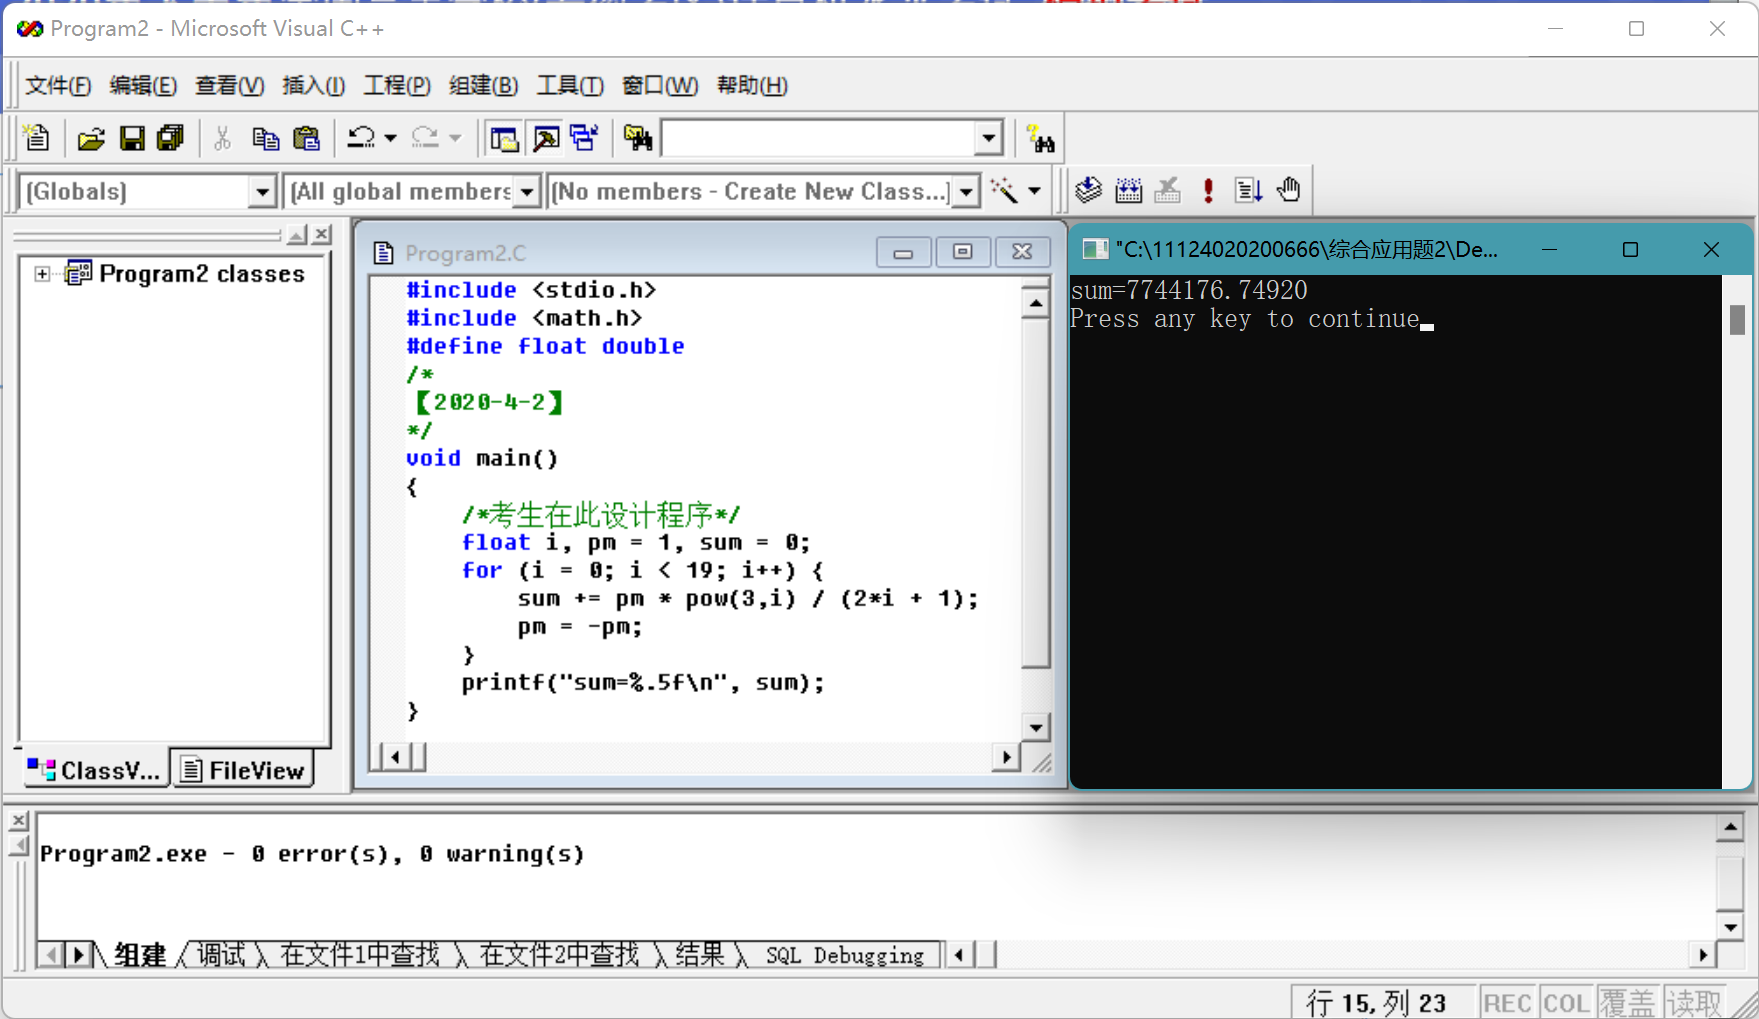 Program2 - Microsoft Visual C++
文件(F) 编辑(E) 查看(V) 插入(I) 工程(P) 组建(B) 工具(T) 窗口(W) 帮助(H)
(Globals) (All global members (No members - Create New Class...)
Program2 classes
ClassV... FileView
Program2.C
#include <stdio.h>
#include <math.h>
#define float double
/*
【2020-4-2】
*/
void main()
{
/*考生在此设计程序*/
float i, pm = 1, sum = 0;
for (i = 0; i < 19; i++) {
sum += pm * pow(3,i) / (2*i + 1);
pm = -pm;
}
printf("sum=%.5f\n", sum);
}
"C:\11124020200666\综合应用题2\De...
sum=7744176.74920
Press any key to continue
Program2.exe - 0 error(s), 0 warning(s)
组建 调试 在文件1中查找 在文件2中查找 结果 SQL Debugging
行 15, 列 23 REC COL 覆盖 读取